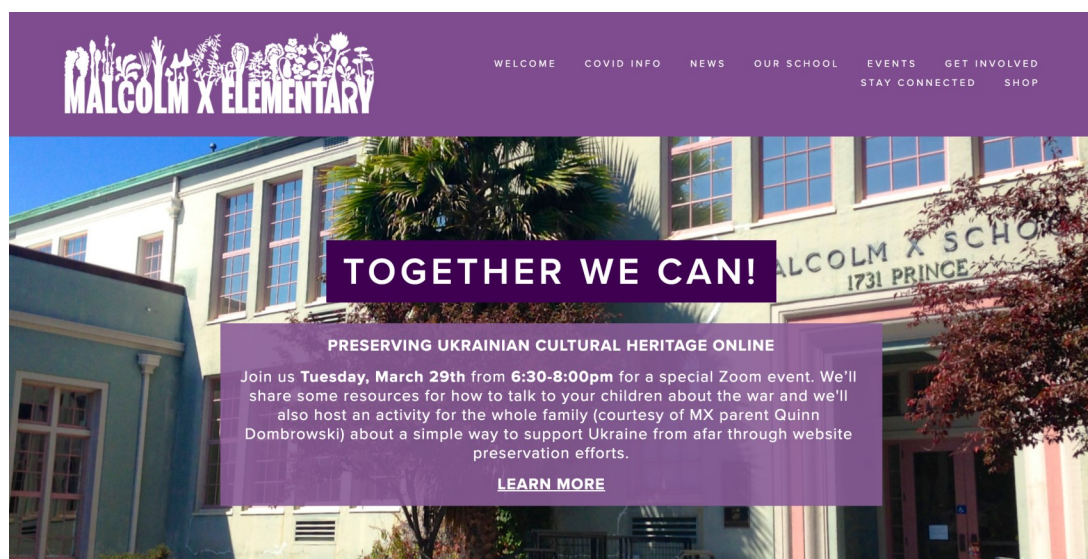 MALCOLM X ELEMENTARY
WELCOME COVID INFO NEWS OUR SCHOOL EVENTS GET INVOLVED
STAY CONNECTED SHOP
TOGETHER WE CAN!
ALCOLM X SCHO
1731 PRINCE
PRESERVING UKRAINIAN CULTURAL HERITAGE ONLINE
Join us Tuesday, March 29th from 6:30-8:00pm for a special Zoom event. We'll
share some resources for how to talk to your children about the war and we'll
also host an activity for the whole family (courtesy of MX parent Quinn
Dombrowski) about a simple way to support Ukraine from afar through website
preservation efforts.
LEARN MORE